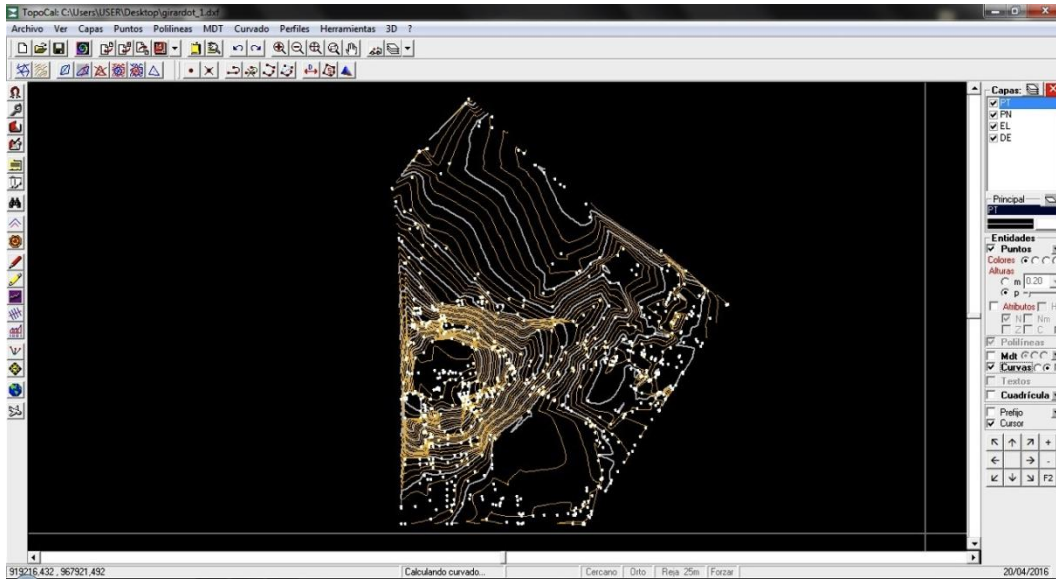 TopoCal: C:\Users\USER\Desktop\girardot_1.dxf
Archivo Ver Capas Puntos Polilineas MDT Curvado Perfiles Herramientas 3D ?
Capas:
PT
PN
EL
DE
Principal
PT
Entidades
Puntos
Colores
Alturas
m 0.20
p
Atributos H
N Nm
Z C
Polilíneas
Mdt
Curvas
Textos
Cuadrícula
Prefijo
Cursor
+
-
F2
919216,432 , 967921,492 Calculando curvado... Cercano Orto Reja 25m Forzar 20/04/2016